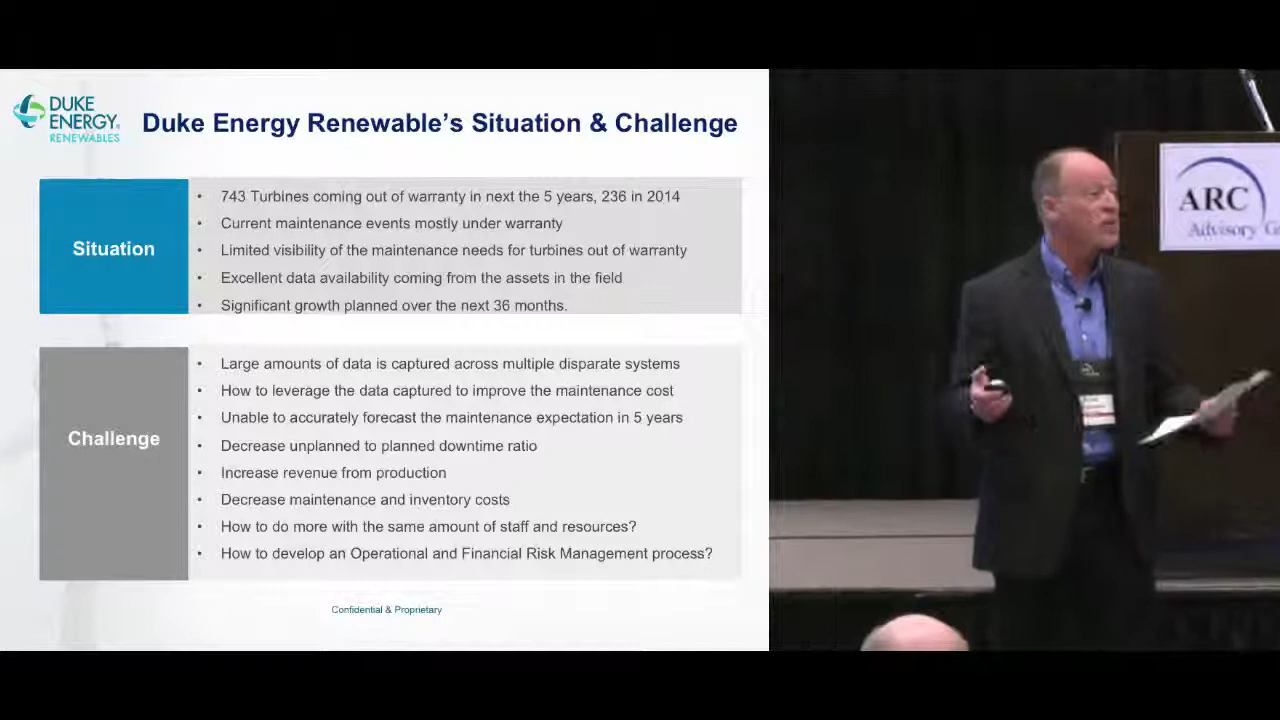 DUKE
ENERGY®
RENEWABLES
Duke Energy Renewable's Situation & Challenge
Situation
• 743 Turbines coming out of warranty in next the 5 years, 236 in 2014
• Current maintenance events mostly under warranty
• Limited visibility of the maintenance needs for turbines out of warranty
• Excellent data availability coming from the assets in the field
• Significant growth planned over the next 36 months.
Challenge
• Large amounts of data is captured across multiple disparate systems
• How to leverage the data captured to improve the maintenance cost
• Unable to accurately forecast the maintenance expectation in 5 years
• Decrease unplanned to planned downtime ratio
• Increase revenue from production
• Decrease maintenance and inventory costs
• How to do more with the same amount of staff and resources?
• How to develop an Operational and Financial Risk Management process?
Confidential & Proprietary
ARC
Advisory G